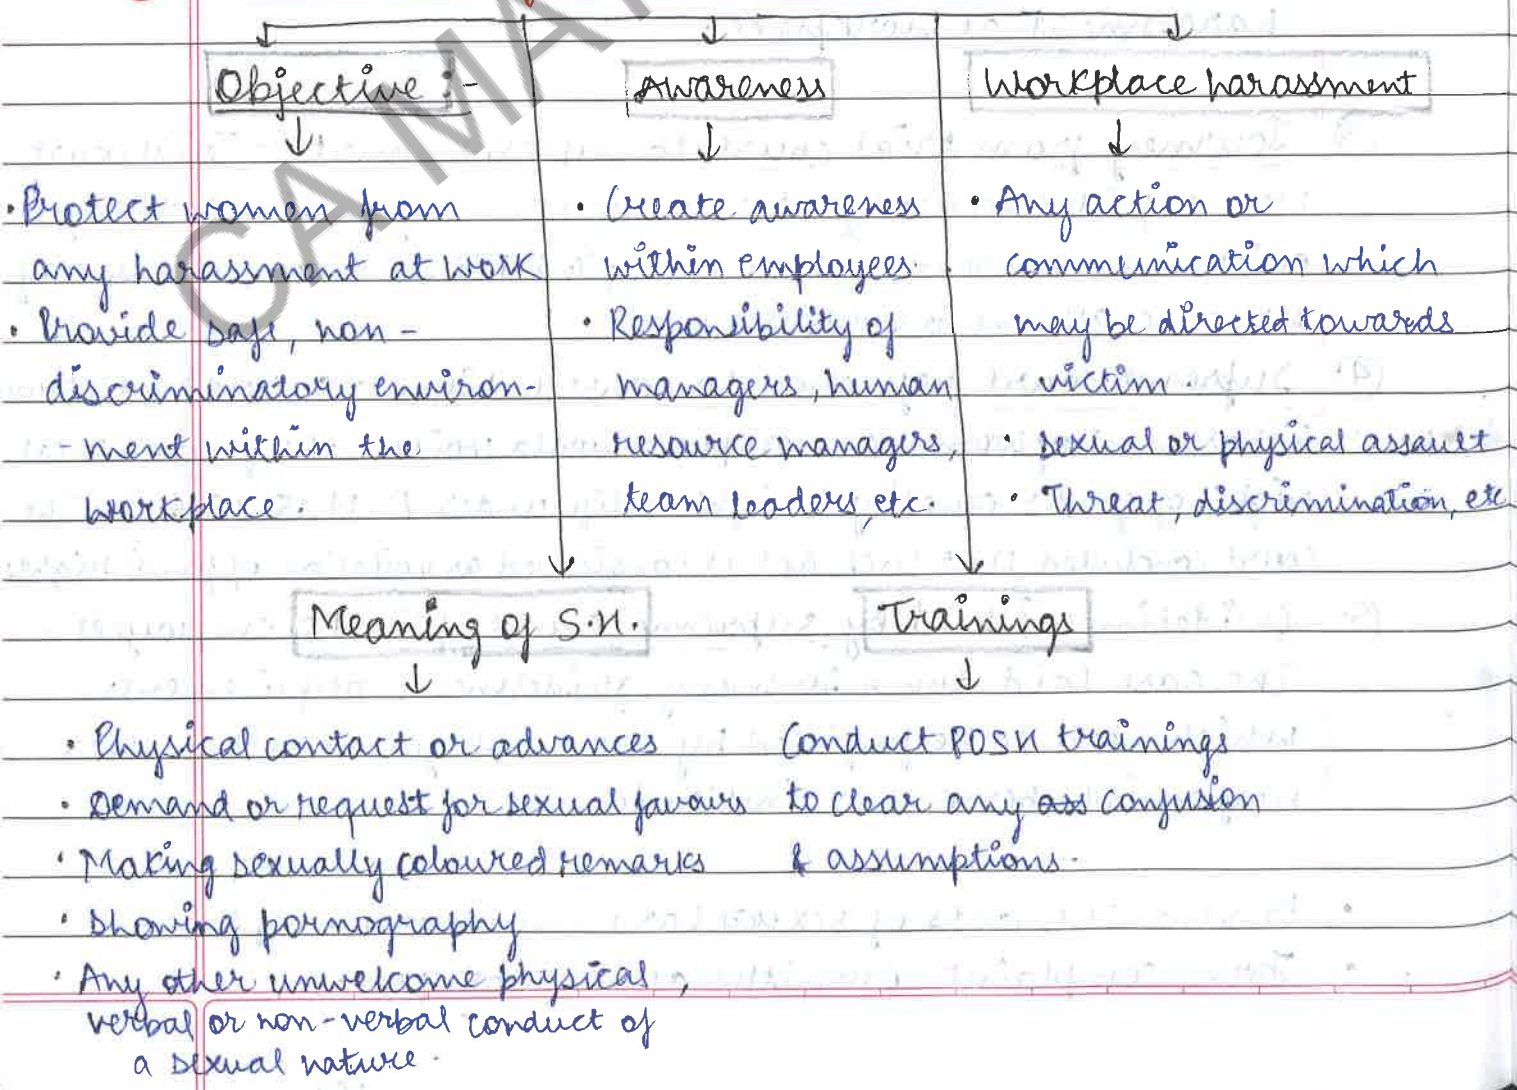 CA MA
Objective :-
Protect women from
any harassment at work
Provide safe, non-
discriminatory environ-
-ment within the
workplace.
Awareness
Create awareness
within employees.
Responsibility of
managers, human
resource managers,
team leaders, etc.
Workplace harassment
Any action or
communication which
may be directed towards
victim.
sexual or physical assault
Threat, discrimination, etc
Meaning of S.H.
Physical contact or advances
Demand or request for sexual favours
Making sexually coloured remarks
showing pornography
Any other unwelcome physical,
verbal or non-verbal conduct of
a sexual nature.
Trainings
Conduct POSH trainings
to clear any confusion
& assumptions.